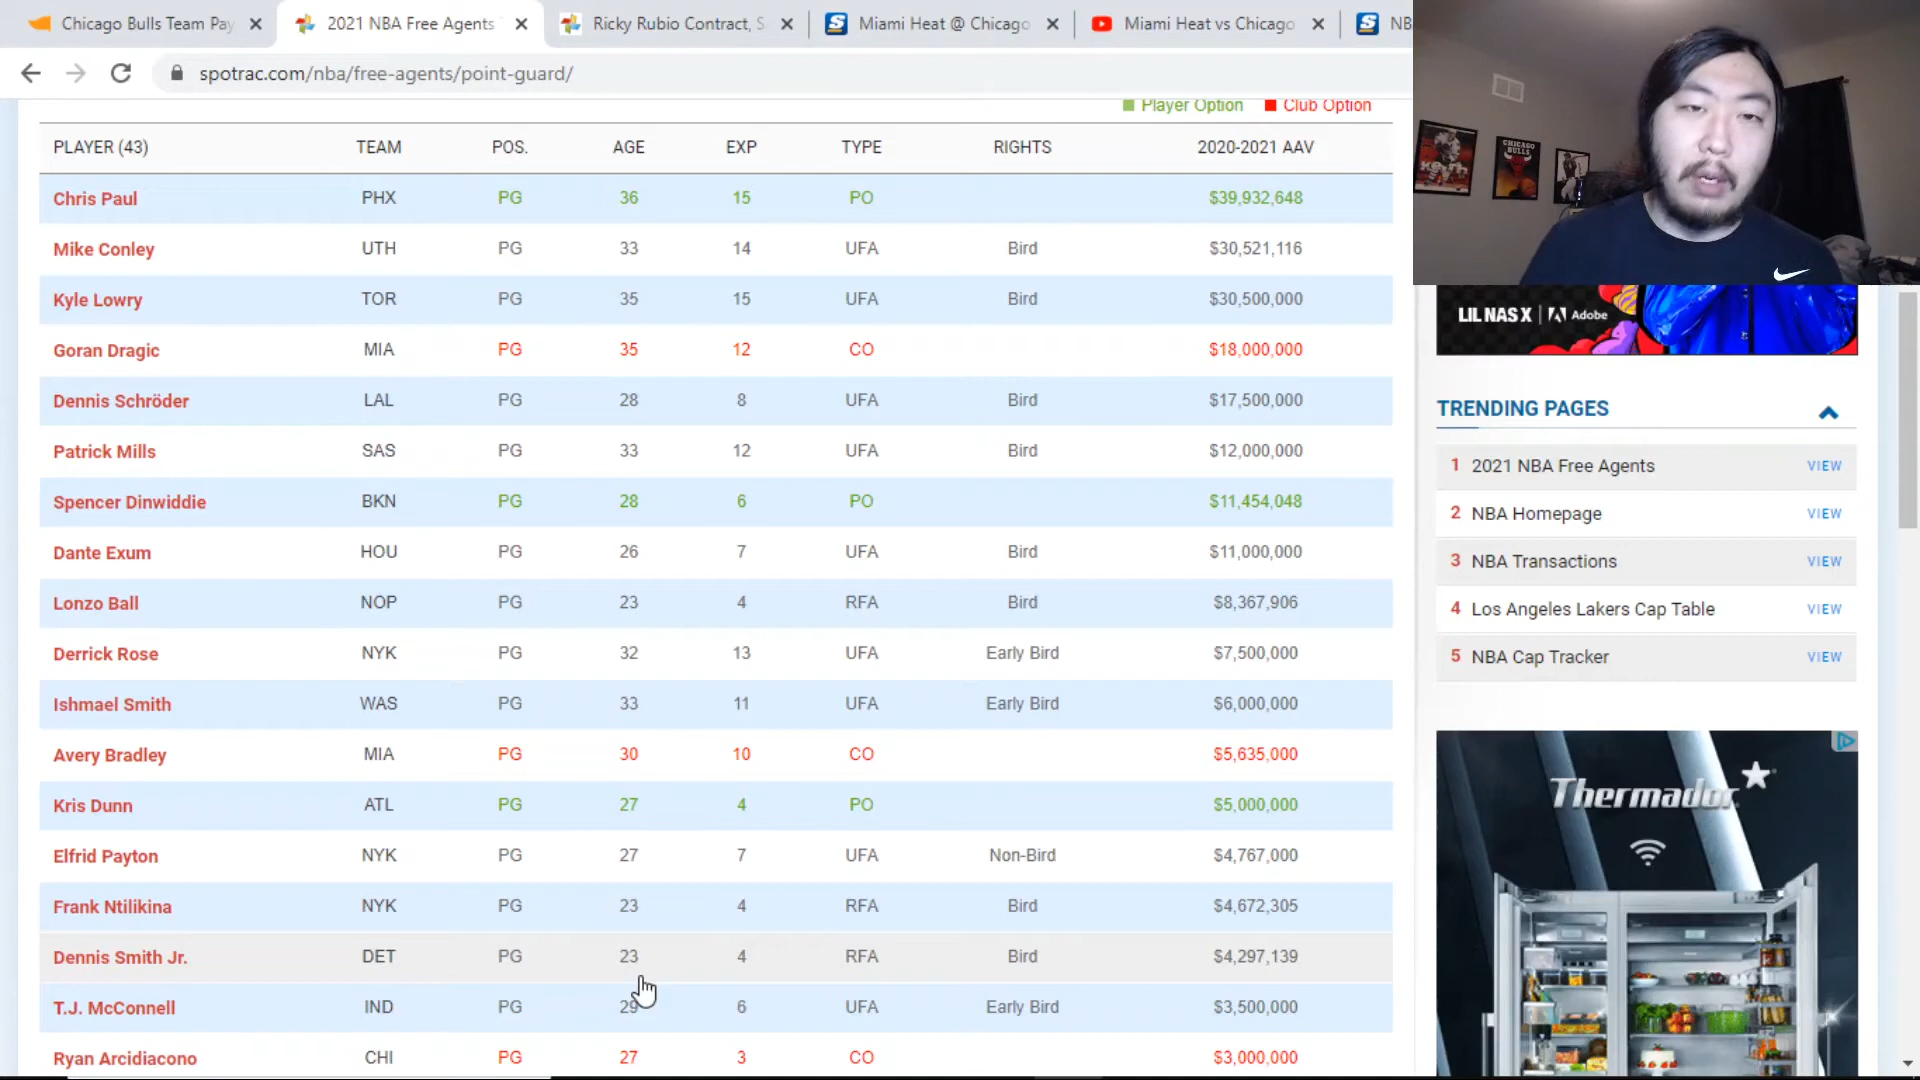 Chicago Bulls Team Pay
2021 NBA Free Agents
Ricky Rubio Contract, S
Miami Heat @ Chicago
Miami Heat vs Chicago
NB
spotrac.com/nba/free-agents/point-guard/
Player Option Club Option
PLAYER (43) TEAM POS. AGE EXP TYPE RIGHTS 2020-2021 AAV
Chris Paul PHX PG 36 15 PO $39,932,648
Mike Conley UTH PG 33 14 UFA Bird $30,521,116
Kyle Lowry TOR PG 35 15 UFA Bird $30,500,000
Goran Dragic MIA PG 35 12 CO $18,000,000
Dennis Schröder LAL PG 28 8 UFA Bird $17,500,000
Patrick Mills SAS PG 33 12 UFA Bird $12,000,000
Spencer Dinwiddie BKN PG 28 6 PO $11,454,048
Dante Exum HOU PG 26 7 UFA Bird $11,000,000
Lonzo Ball NOP PG 23 4 RFA Bird $8,367,906
Derrick Rose NYK PG 32 13 UFA Early Bird $7,500,000
Ishmael Smith WAS PG 33 11 UFA Early Bird $6,000,000
Avery Bradley MIA PG 30 10 CO $5,635,000
Kris Dunn ATL PG 27 4 PO $5,000,000
Elfrid Payton NYK PG 27 7 UFA Non-Bird $4,767,000
Frank Ntilikina NYK PG 23 4 RFA Bird $4,672,305
Dennis Smith Jr. DET PG 23 4 RFA Bird $4,297,139
T.J. McConnell IND PG 29 6 UFA Early Bird $3,500,000
Ryan Arcidiacono CHI PG 27 3 CO $3,000,000
CHICAGO
BULLS
LIL NAS X | Adobe
TRENDING PAGES
1 2021 NBA Free Agents VIEW
2 NBA Homepage VIEW
3 NBA Transactions VIEW
4 Los Angeles Lakers Cap Table VIEW
5 NBA Cap Tracker VIEW
Thermador